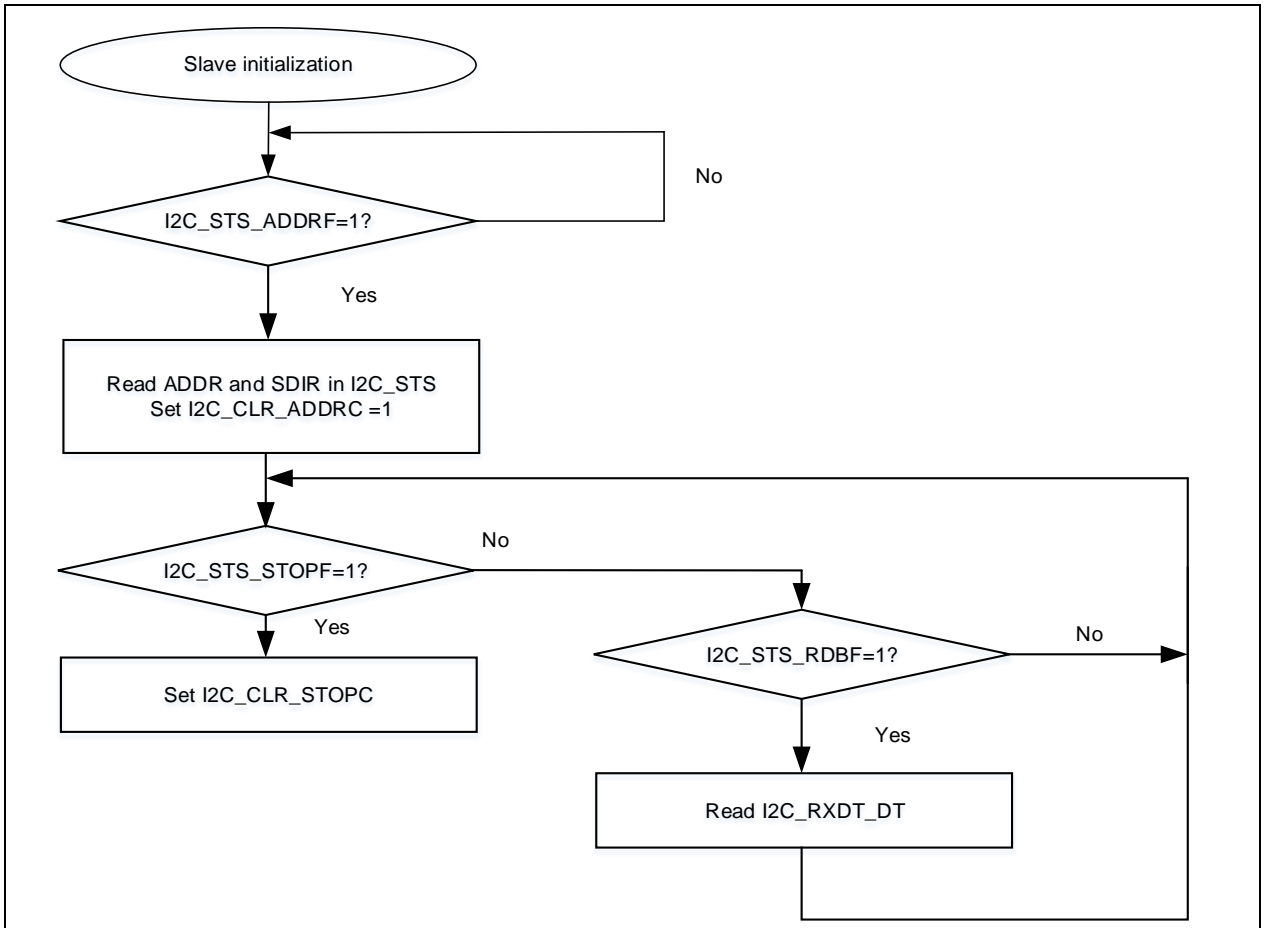 Slave initialization
No
I2C_STS_ADDRF=1?
Yes
Read ADDR and SDIR in I2C_STS
Set I2C_CLR_ADDRC =1
No
I2C_STS_STOPF=1?
Yes
No
I2C_STS_RDBF=1?
Set I2C_CLR_STOPC
Yes
Read I2C_RXDT_DT